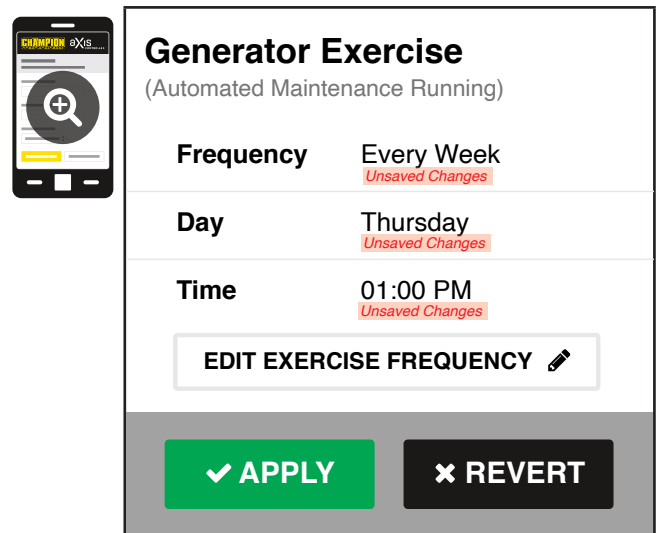 CHAMPION aXis
CONTROLLER
Generator Exercise
(Automated Maintenance Running)
Frequency Every Week
Unsaved Changes
Day Thursday
Unsaved Changes
Time 01:00 PM
Unsaved Changes
EDIT EXERCISE FREQUENCY
APPLY REVERT